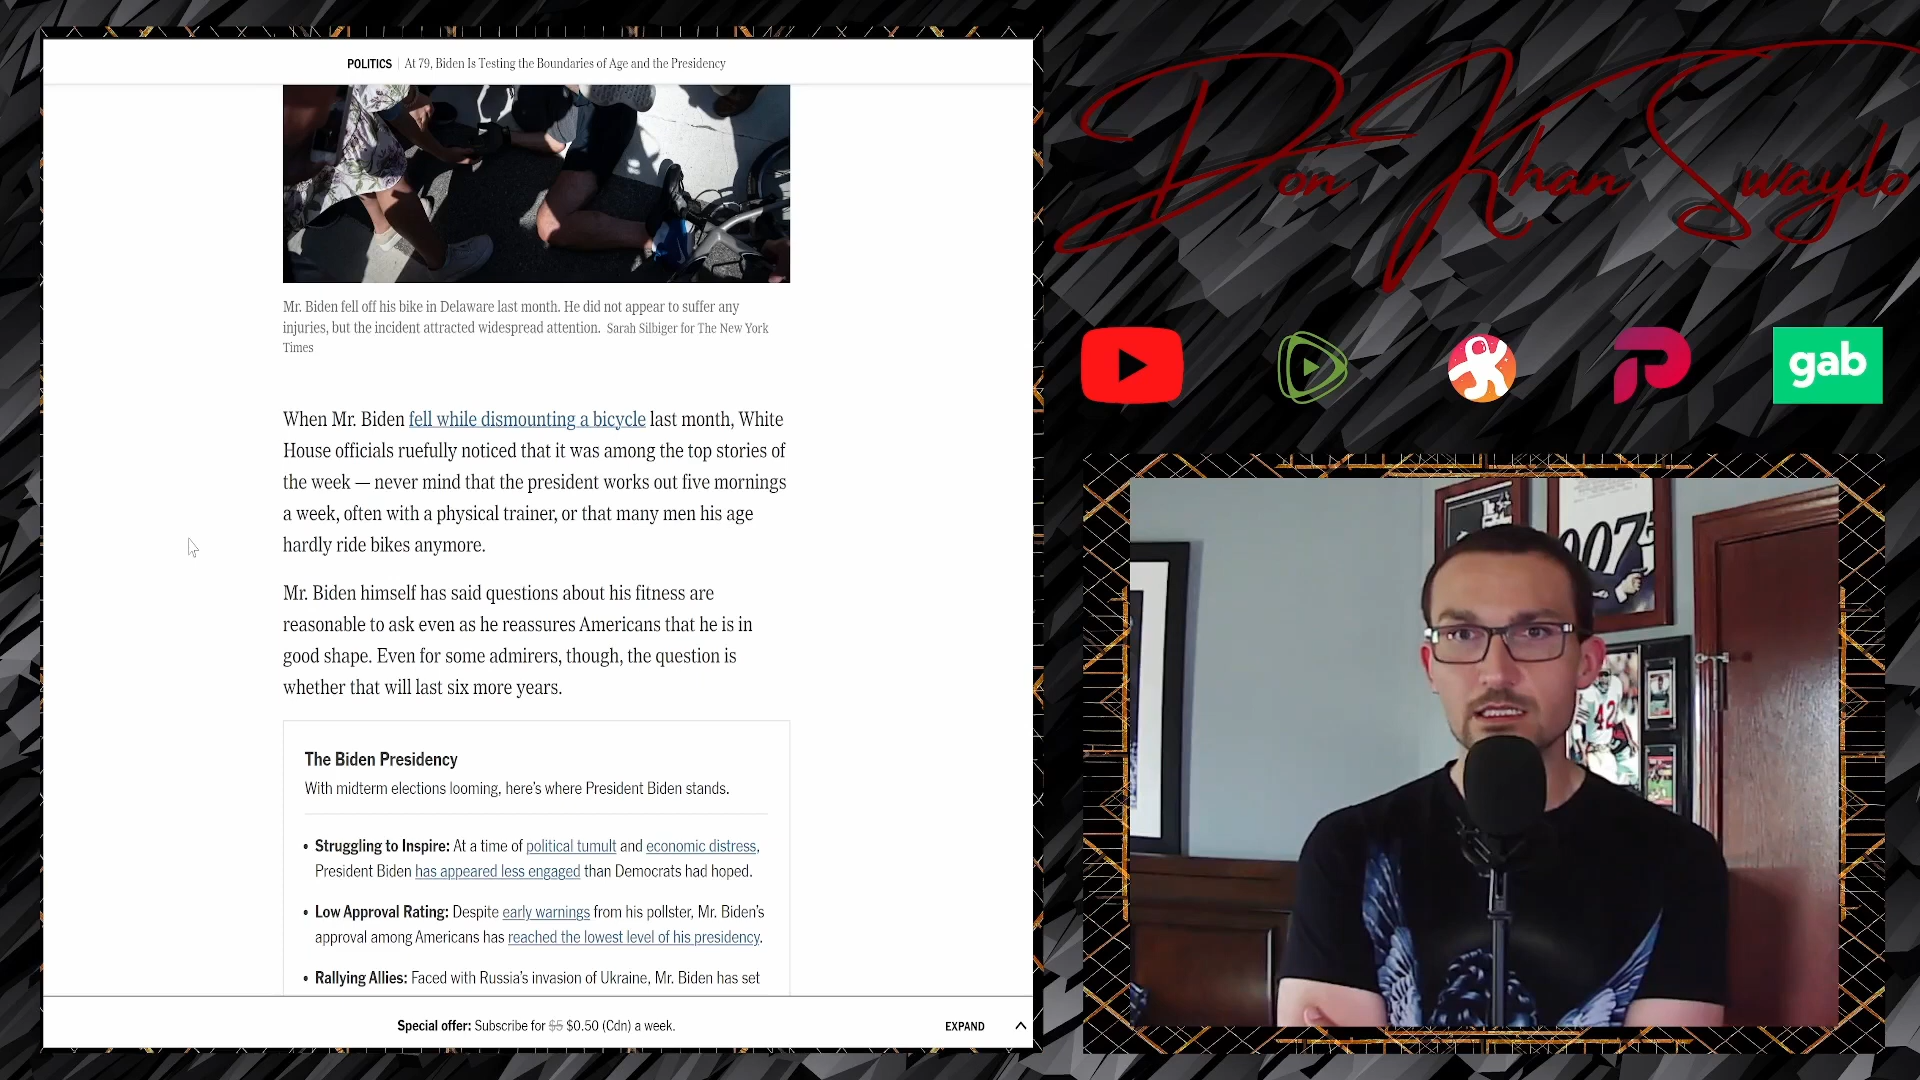 POLITICS | At 79, Biden Is Testing the Boundaries of Age and the Presidency
Mr. Biden fell off his bike in Delaware last month. He did not appear to suffer any
injuries, but the incident attracted widespread attention. Sarah Silbiger for The New York
Times
When Mr. Biden fell while dismounting a bicycle last month, White
House officials ruefully noticed that it was among the top stories of
the week — never mind that the president works out five mornings
a week, often with a physical trainer, or that many men his age
hardly ride bikes anymore.
Mr. Biden himself has said questions about his fitness are
reasonable to ask even as he reassures Americans that he is in
good shape. Even for some admirers, though, the question is
whether that will last six more years.
The Biden Presidency
With midterm elections looming, here’s where President Biden stands.
• Struggling to Inspire: At a time of political tumult and economic distress,
President Biden has appeared less engaged than Democrats had hoped.
• Low Approval Rating: Despite early warnings from his pollster, Mr. Biden’s
approval among Americans has reached the lowest level of his presidency.
• Rallying Allies: Faced with Russia’s invasion of Ukraine, Mr. Biden has set
Special offer: Subscribe for $5 $0.50 (Cdn) a week.
EXPAND
Don Khan Swaylo
gab
007
42